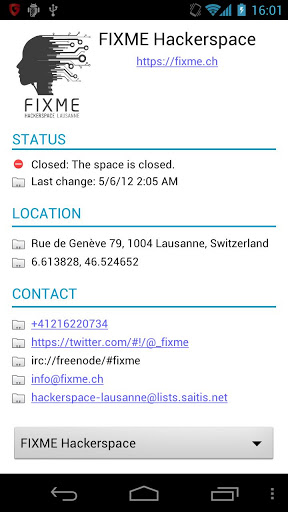 16:01
FIXME Hackerspace
https://fixme.ch
FIXME
HACKERSPACE LAUSANNE
STATUS
Closed: The space is closed.
Last change: 5/6/12 2:05 AM
LOCATION
Rue de Genève 79, 1004 Lausanne, Switzerland
6.613828, 46.524652
CONTACT
+41216220734
https://twitter.com/#!/@_fixme
irc://freenode/#fixme
info@fixme.ch
hackerspace-lausanne@lists.saitis.net
FIXME Hackerspace